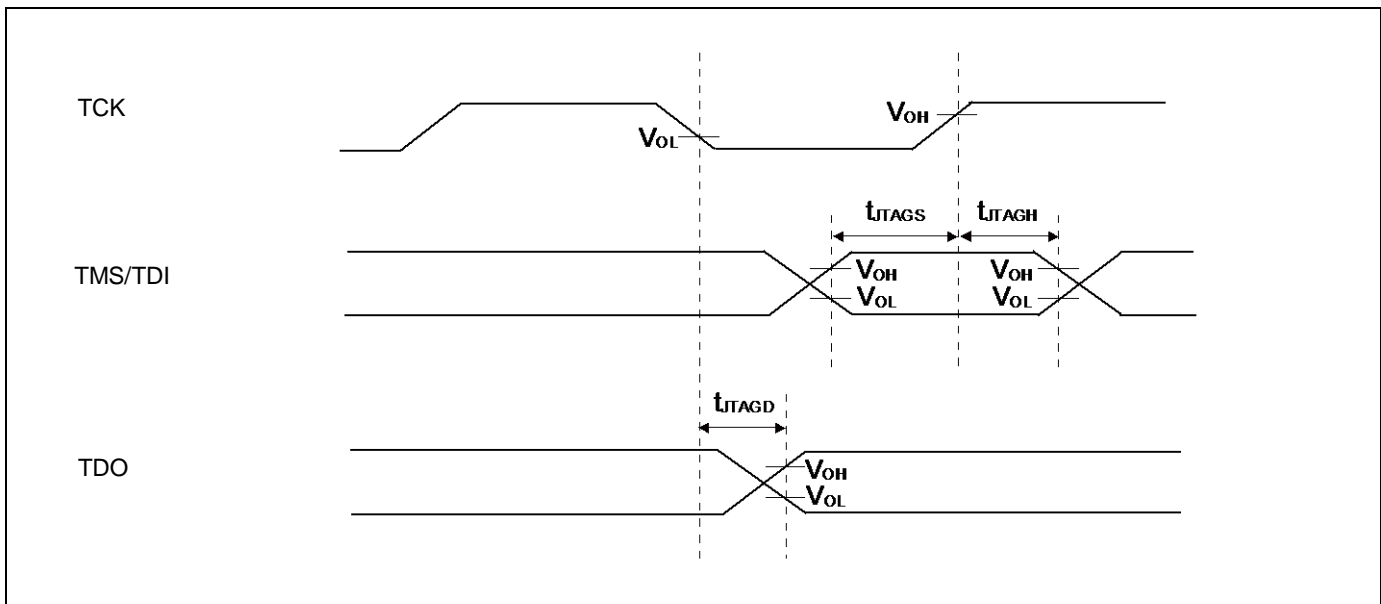 TCK
VOL
VOH
tJTAGS
tJTAGH
TMS/TDI
VOH
VOH
VOL
VOL
tJTAGD
TDO
VOH
VOL